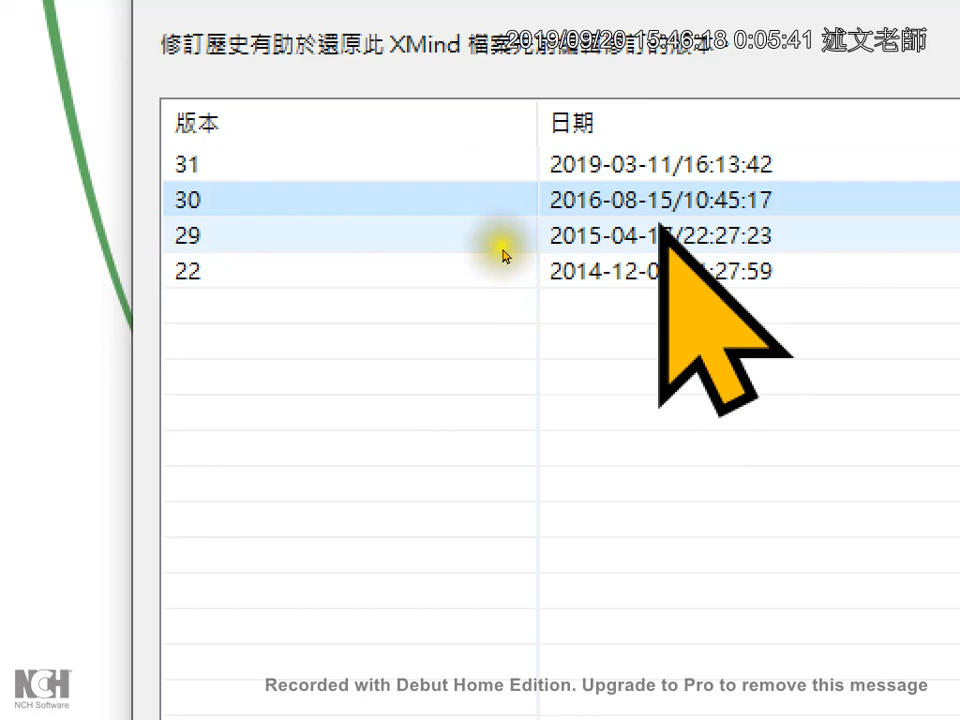 修訂歷史有助於還原此 XMind 檔案
2019/09/20 15:46:18 0:05:41 述文老師
版本 日期
31 2019-03-11/16:13:42
30 2016-08-15/10:45:17
29 2015-04-1 /22:27:23
22 2014-12-0 :27:59
NCH
NCH Software
Recorded with Debut Home Edition. Upgrade to Pro to remove this message